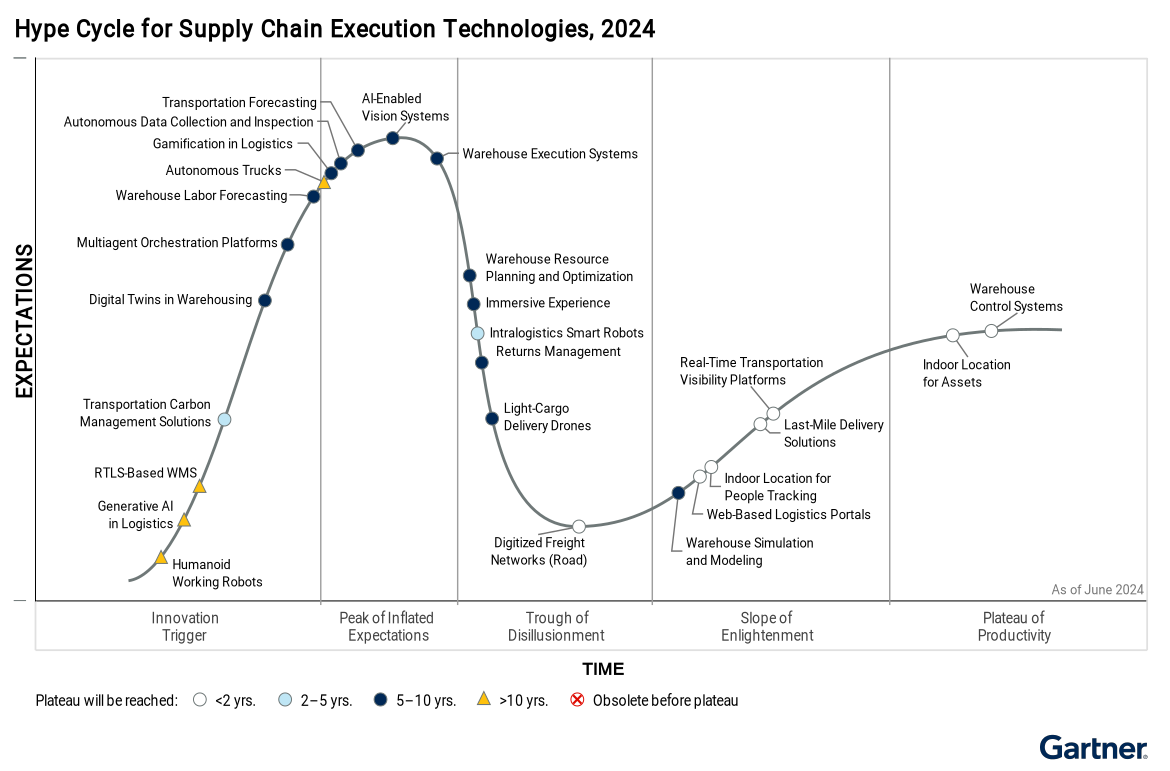 Hype Cycle for Supply Chain Execution Technologies, 2024
EXPECTATIONS
Transportation Forecasting
Autonomous Data Collection and Inspection
Gamification in Logistics
Autonomous Trucks
Warehouse Labor Forecasting
Multiagent Orchestration Platforms
Digital Twins in Warehousing
Transportation Carbon
Management Solutions
RTLS-Based WMS
Generative AI
in Logistics
Humanoid
Working Robots
AI-Enabled
Vision Systems
Warehouse Execution Systems
Warehouse Resource
Planning and Optimization
Immersive Experience
Intralogistics Smart Robots
Returns Management
Light-Cargo
Delivery Drones
Digitized Freight
Networks (Road)
Real-Time Transportation
Visibility Platforms
Last-Mile Delivery
Solutions
Indoor Location for
People Tracking
Web-Based Logistics Portals
Warehouse Simulation
and Modeling
Warehouse
Control Systems
Indoor Location
for Assets
As of June 2024
Innovation
Trigger
Peak of Inflated
Expectations
Trough of
Disillusionment
Slope of
Enlightenment
Plateau of
Productivity
TIME
Plateau will be reached: <2 yrs. 2–5 yrs. 5–10 yrs. >10 yrs. Obsolete before plateau
Gartner®